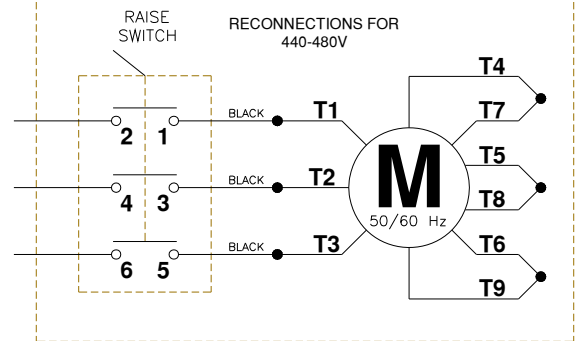 RAISE
SWITCH
RECONNECTIONS FOR
440-480V
T4
BLACK
T1
T7
2 1
M
T5
BLACK
T2
4 3
T8
50/60 Hz
BLACK
T3
T6
6 5
T9